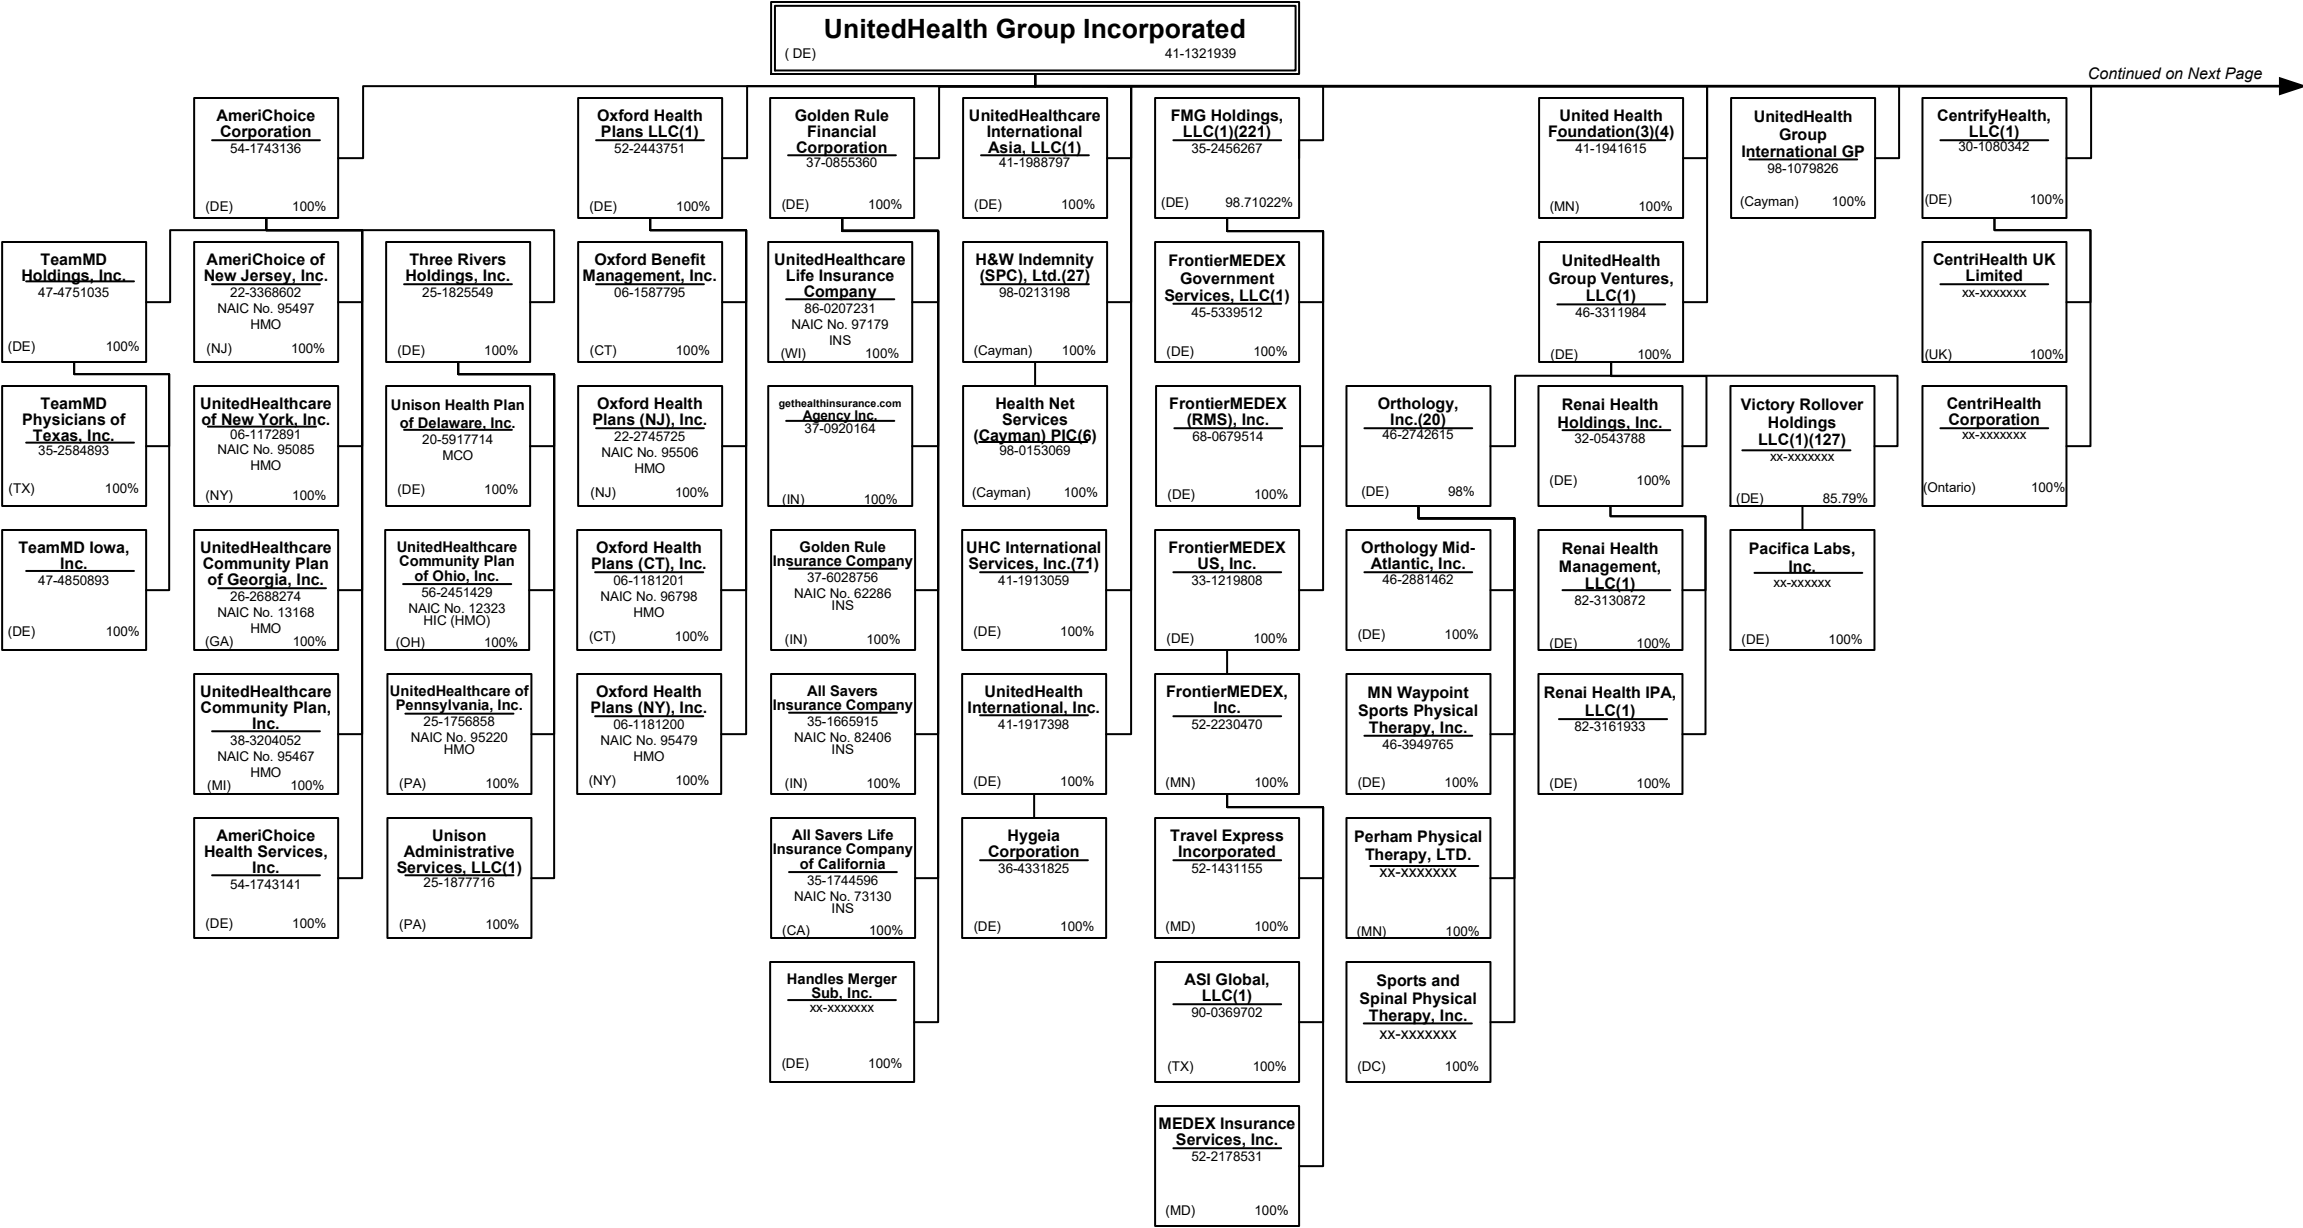 UnitedHealth Group Incorporated
( DE) 41-1321939
Continued on Next Page
AmeriChoice
Corporation
54-1743136
(DE) 100%
Oxford Health
Plans LLC(1)
52-2443751
(DE) 100%
Golden Rule
Financial
Corporation
37-0855360
(DE) 100%
UnitedHealthcare
International
Asia, LLC(1)
41-1988797
(DE) 100%
FMG Holdings,
LLC(1)(221)
35-2456267
(DE) 98.71022%
United Health
Foundation(3)(4)
41-1941615
(MN) 100%
UnitedHealth
Group
International GP
98-1079826
(Cayman) 100%
CentrifyHealth,
LLC(1)
30-1080342
(DE) 100%
TeamMD
Holdings, Inc.
47-4751035
(DE) 100%
AmeriChoice of
New Jersey, Inc.
22-3368602
NAIC No. 95497
HMO
(NJ) 100%
Three Rivers
Holdings, Inc.
25-1825549
(DE) 100%
Oxford Benefit
Management, Inc.
06-1587795
(CT) 100%
UnitedHealthcare
Life Insurance
Company
86-0207231
NAIC No. 97179
INS
(WI) 100%
H&W Indemnity
(SPC), Ltd.(27)
98-0213198
(Cayman) 100%
FrontierMEDEX
Government
Services, LLC(1)
45-5339512
(DE) 100%
UnitedHealth
Group Ventures,
LLC(1)
46-3311984
(DE) 100%
CentriHealth UK
Limited
xx-xxxxxxx
(UK) 100%
TeamMD
Physicians of
Texas, Inc.
35-2584893
(TX) 100%
UnitedHealthcare
of New York, Inc.
06-1172891
NAIC No. 95085
HMO
(NY) 100%
Unison Health Plan
of Delaware, Inc.
20-5917714
MCO
(DE) 100%
Oxford Health
Plans (NJ), Inc.
22-2745725
NAIC No. 95506
HMO
(NJ) 100%
gethealthinsurance.com
Agency Inc.
37-0920164
(IN) 100%
Health Net
Services
(Cayman) PIC(6)
98-0153069
(Cayman) 100%
FrontierMEDEX
(RMS), Inc.
68-0679514
(DE) 100%
Orthology,
Inc.(20)
46-2742615
(DE) 98%
Renai Health
Holdings, Inc.
32-0543788
(DE) 100%
Victory Rollover
Holdings
LLC(1)(127)
xx-xxxxxxx
(DE) 85.79%
CentriHealth
Corporation
xx-xxxxxxx
(Ontario) 100%
TeamMD Iowa,
Inc.
47-4850893
(DE) 100%
UnitedHealthcare
Community Plan
of Georgia, Inc.
26-2688274
NAIC No. 13168
HMO
(GA) 100%
UnitedHealthcare
Community Plan
of Ohio, Inc.
56-2451429
NAIC No. 12323
HIC (HMO)
(OH) 100%
Oxford Health
Plans (CT), Inc.
06-1181201
NAIC No. 96798
HMO
(CT) 100%
Golden Rule
Insurance Company
37-6028756
NAIC No. 62286
INS
(IN) 100%
UHC International
Services, Inc.(71)
41-1913059
(DE) 100%
FrontierMEDEX
US, Inc.
33-1219808
(DE) 100%
Orthology Mid-
Atlantic, Inc.
46-2881462
(DE) 100%
Renai Health
Management,
LLC(1)
82-3130872
(DE) 100%
Pacifica Labs,
Inc.
xx-xxxxxx
(DE) 100%
UnitedHealthcare
Community Plan,
Inc.
38-3204052
NAIC No. 95467
HMO
(MI) 100%
UnitedHealthcare of
Pennsylvania, Inc.
25-1756858
NAIC No. 95220
HMO
(PA) 100%
Oxford Health
Plans (NY), Inc.
06-1181200
NAIC No. 95479
HMO
(NY) 100%
All Savers
Insurance Company
35-1665915
NAIC No. 82406
INS
(IN) 100%
UnitedHealth
International, Inc.
41-1917398
(DE) 100%
FrontierMEDEX,
Inc.
52-2230470
(MN) 100%
MN Waypoint
Sports Physical
Therapy, Inc.
46-3949765
(DE) 100%
Renai Health IPA,
LLC(1)
82-3161933
(DE) 100%
AmeriChoice
Health Services,
Inc.
54-1743141
(DE) 100%
Unison
Administrative
Services, LLC(1)
25-1877716
(PA) 100%
All Savers Life
Insurance Company
of California
35-1744596
NAIC No. 73130
INS
(CA) 100%
Hygeia
Corporation
36-4331825
(DE) 100%
Travel Express
Incorporated
52-1431155
(MD) 100%
Perham Physical
Therapy, LTD.
xx-xxxxxxx
(MN) 100%
Handles Merger
Sub, Inc.
xx-xxxxxxx
(DE) 100%
ASI Global,
LLC(1)
90-0369702
(TX) 100%
Sports and
Spinal Physical
Therapy, Inc.
xx-xxxxxxx
(DC) 100%
MEDEX Insurance
Services, Inc.
52-2178531
(MD) 100%